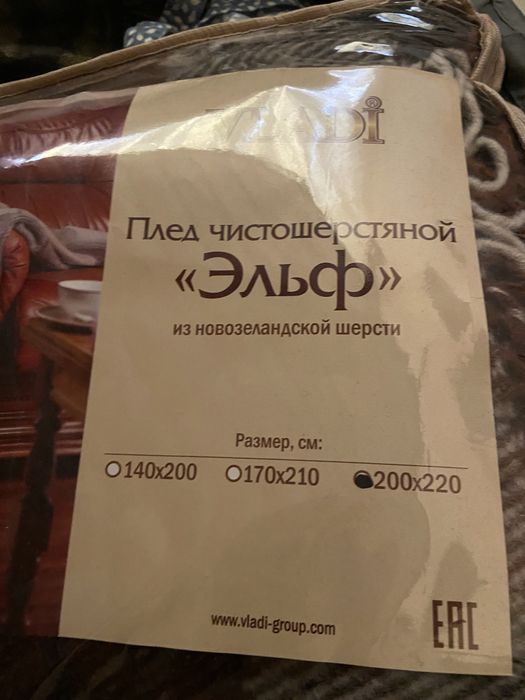 VLADI®
Плед чистошерстяной
«Эльф»
из новозеландской шерсти
Размер, см:
140x200 170x210 200x220
www.vladi-group.com
EAC